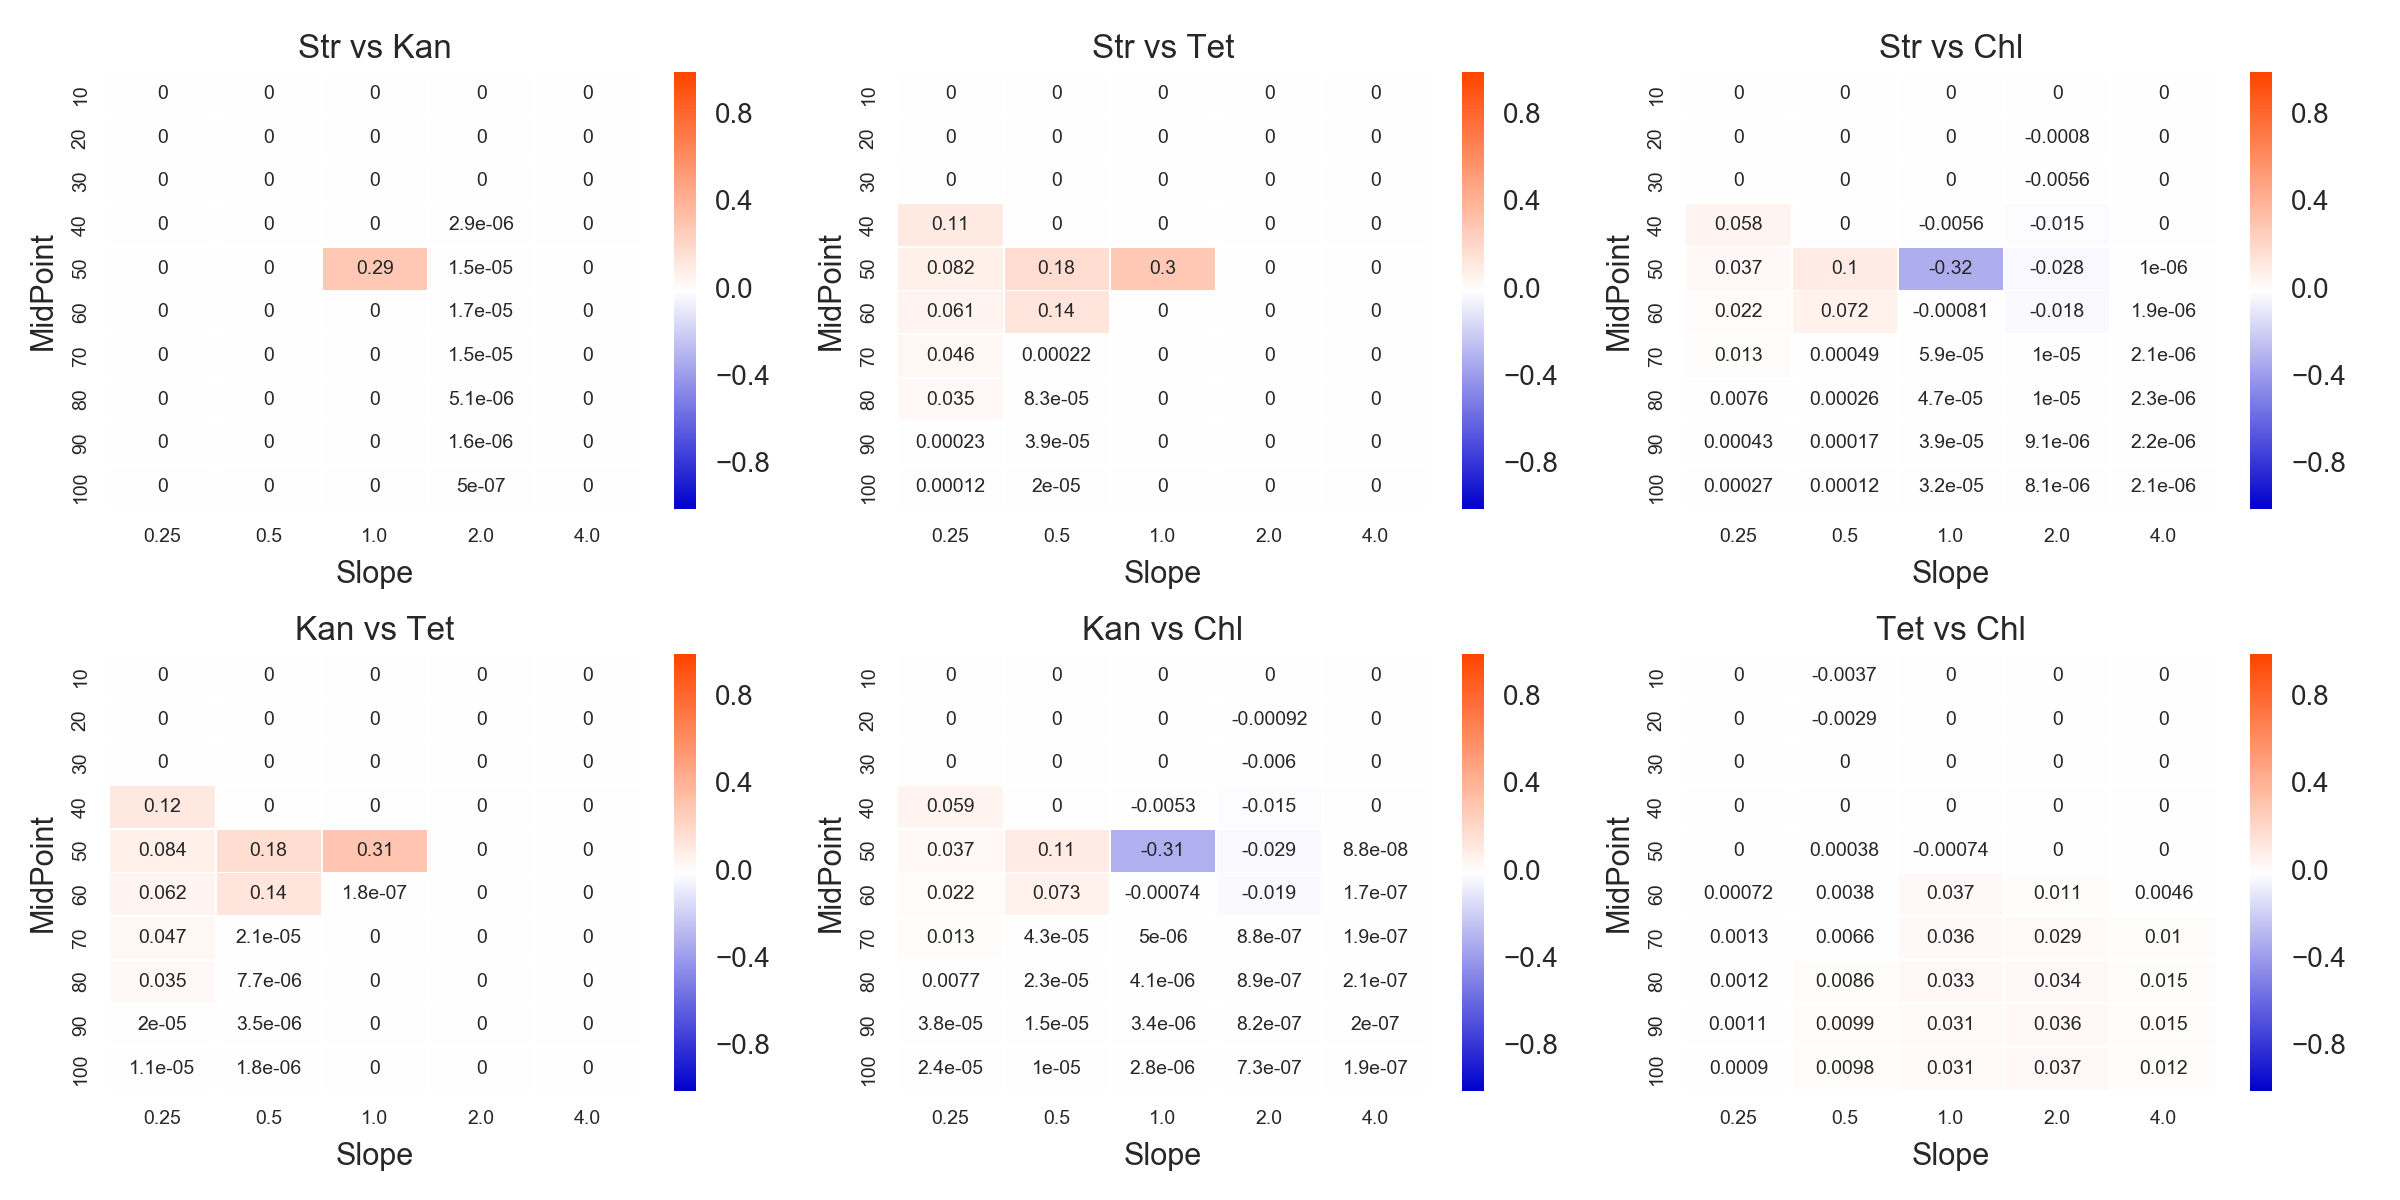 Str vs Kan
MidPoint
10 0 0 0 0 0
20 0 0 0 0 0
30 0 0 0 0 0
40 0 0 0 2.9e-06 0
50 0 0 0.29 1.5e-05 0
60 0 0 0 1.7e-05 0
70 0 0 0 1.5e-05 0
80 0 0 0 5.1e-06 0
90 0 0 0 1.6e-06 0
100 0 0 0 5e-07 0
0.25 0.5 1.0 2.0 4.0
Slope
0.8
0.4
0.0
−0.4
−0.8
Str vs Tet
MidPoint
10 0 0 0 0 0
20 0 0 0 0 0
30 0 0 0 0 0
40 0.11 0 0 0 0
50 0.082 0.18 0.3 0 0
60 0.061 0.14 0 0 0
70 0.046 0.00022 0 0 0
80 0.035 8.3e-05 0 0 0
90 0.00023 3.9e-05 0 0 0
100 0.00012 2e-05 0 0 0
0.25 0.5 1.0 2.0 4.0
Slope
0.8
0.4
0.0
−0.4
−0.8
Str vs Chl
MidPoint
10 0 0 0 0 0
20 0 0 0 -0.0008 0
30 0 0 0 -0.0056 0
40 0.058 0 -0.0056 -0.015 0
50 0.037 0.1 -0.32 -0.028 1e-06
60 0.022 0.072 -0.00081 -0.018 1.9e-06
70 0.013 0.00049 5.9e-05 1e-05 2.1e-06
80 0.0076 0.00026 4.7e-05 1e-05 2.3e-06
90 0.00043 0.00017 3.9e-05 9.1e-06 2.2e-06
100 0.00027 0.00012 3.2e-05 8.1e-06 2.1e-06
0.25 0.5 1.0 2.0 4.0
Slope
0.8
0.4
0.0
−0.4
−0.8
Kan vs Tet
MidPoint
10 0 0 0 0 0
20 0 0 0 0 0
30 0 0 0 0 0
40 0.12 0 0 0 0
50 0.084 0.18 0.31 0 0
60 0.062 0.14 1.8e-07 0 0
70 0.047 2.1e-05 0 0 0
80 0.035 7.7e-06 0 0 0
90 2e-05 3.5e-06 0 0 0
100 1.1e-05 1.8e-06 0 0 0
0.25 0.5 1.0 2.0 4.0
Slope
0.8
0.4
0.0
−0.4
−0.8
Kan vs Chl
MidPoint
10 0 0 0 0 0
20 0 0 0 -0.00092 0
30 0 0 0 -0.006 0
40 0.059 0 -0.0053 -0.015 0
50 0.037 0.11 -0.31 -0.029 8.8e-08
60 0.022 0.073 -0.00074 -0.019 1.7e-07
70 0.013 4.3e-05 5e-06 8.8e-07 1.9e-07
80 0.0077 2.3e-05 4.1e-06 8.9e-07 2.1e-07
90 3.8e-05 1.5e-05 3.4e-06 8.2e-07 2e-07
100 2.4e-05 1e-05 2.8e-06 7.3e-07 1.9e-07
0.25 0.5 1.0 2.0 4.0
Slope
0.8
0.4
0.0
−0.4
−0.8
Tet vs Chl
MidPoint
10 0 -0.0037 0 0 0
20 0 -0.0029 0 0 0
30 0 0 0 0 0
40 0 0 0 0 0
50 0 0.00038 -0.00074 0 0
60 0.00072 0.0038 0.037 0.011 0.0046
70 0.0013 0.0066 0.036 0.029 0.01
80 0.0012 0.0086 0.033 0.034 0.015
90 0.0011 0.0099 0.031 0.036 0.015
100 0.0009 0.0098 0.031 0.037 0.012
0.25 0.5 1.0 2.0 4.0
Slope
0.8
0.4
0.0
−0.4
−0.8